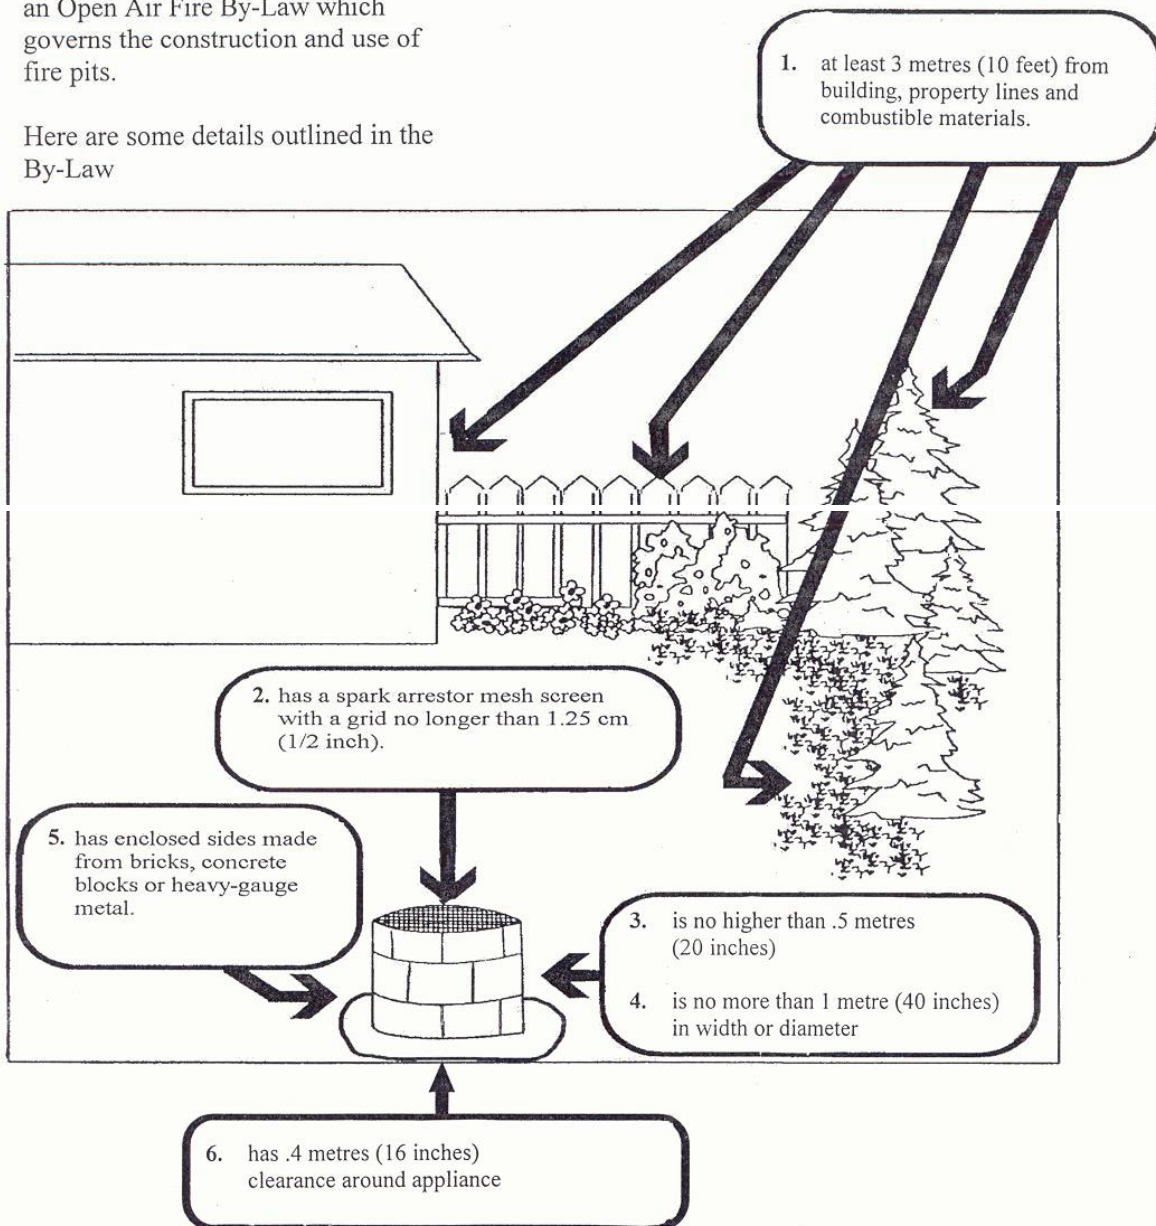 an Open Air Fire By-Law which
governs the construction and use of
fire pits.
Here are some details outlined in the
By-Law
1. at least 3 metres (10 feet) from
building, property lines and
combustible materials.
2. has a spark arrestor mesh screen
with a grid no longer than 1.25 cm
(1/2 inch).
5. has enclosed sides made
from bricks, concrete
blocks or heavy-gauge
metal.
3. is no higher than .5 metres
(20 inches)
4. is no more than 1 metre (40 inches)
in width or diameter
6. has .4 metres (16 inches)
clearance around appliance